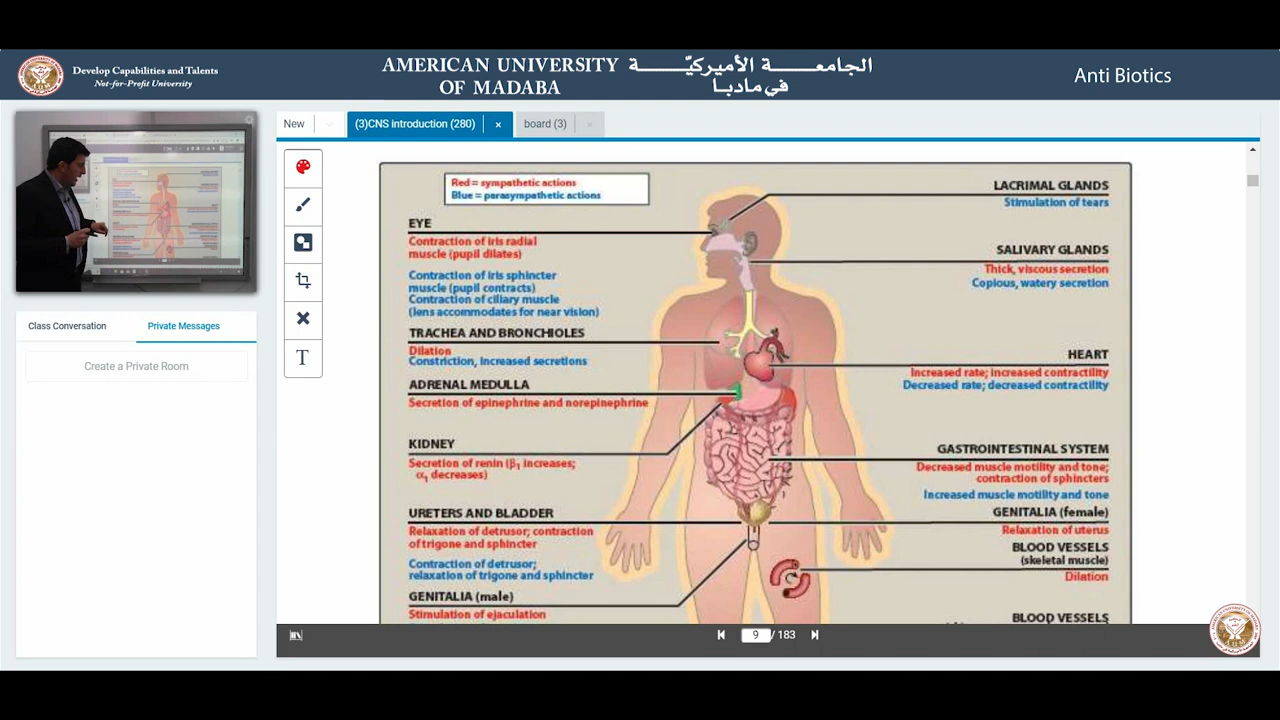 Develop Capabilities and Talents
Not-for-Profit University
AMERICAN UNIVERSITY
OF MADABA
الجامعـــة الأميركيّـــة
في مادبـا
Anti Biotics
New
(3)CNS introduction (280) x
board (3) x
Class Conversation
Private Messages
Create a Private Room
T
Red = sympathetic actions
Blue = parasympathetic actions
EYE
Contraction of iris radial
muscle (pupil dilates)
Contraction of iris sphincter
muscle (pupil contracts)
Contraction of ciliary muscle
(lens accommodates for near vision)
TRACHEA AND BRONCHIOLES
Dilation
Constriction, increased secretions
ADRENAL MEDULLA
Secretion of epinephrine and norepinephrine
KIDNEY
Secretion of renin (β1 increases;
α1 decreases)
URETERS AND BLADDER
Relaxation of detrusor; contraction
of trigone and sphincter
Contraction of detrusor;
relaxation of trigone and sphincter
GENITALIA (male)
Stimulation of ejaculation
LACRIMAL GLANDS
Stimulation of tears
SALIVARY GLANDS
Thick, viscous secretion
Copious, watery secretion
HEART
Increased rate; increased contractility
Decreased rate; decreased contractility
GASTROINTESTINAL SYSTEM
Decreased muscle motility and tone;
contraction of sphincters
Increased muscle motility and tone
GENITALIA (female)
Relaxation of uterus
BLOOD VESSELS
(skeletal muscle)
Dilation
BLOOD VESSELS
9 / 183